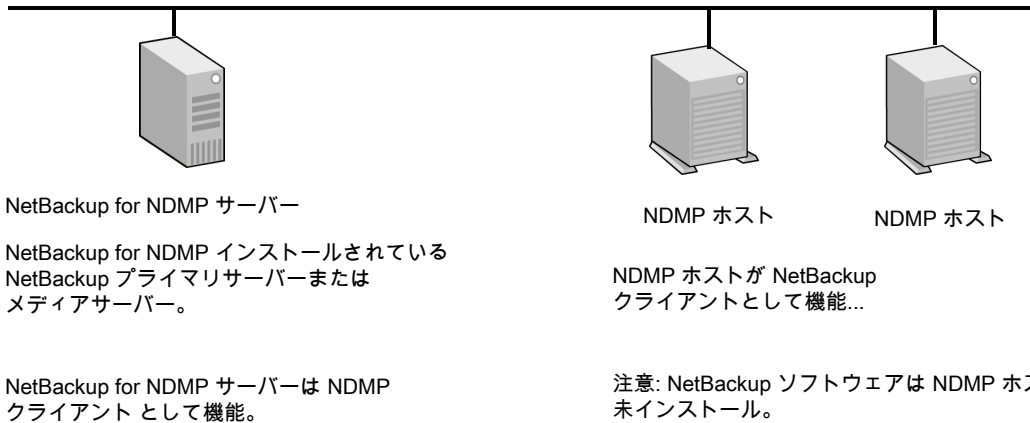 NetBackup for NDMP サーバー
NetBackup for NDMP インストールされている
NetBackup プライマリサーバーまたは
メディアサーバー。
NetBackup for NDMP サーバーは NDMP
クライアント として機能。
NDMP ホスト
NDMP ホスト
NDMP ホストが NetBackup
クライアントとして機能...
注意: NetBackup ソフトウェアは NDMP ホ
未インストール。